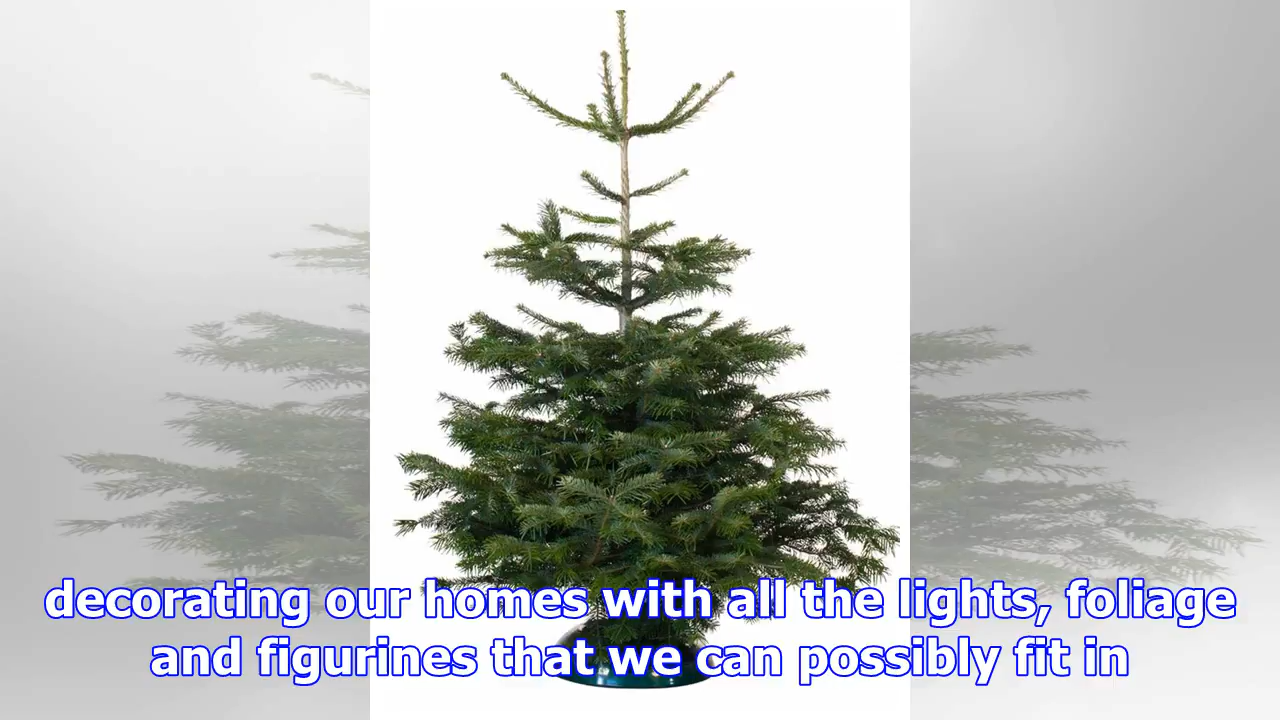 decorating our homes with all the lights, foliage
and figurines that we can possibly fit in